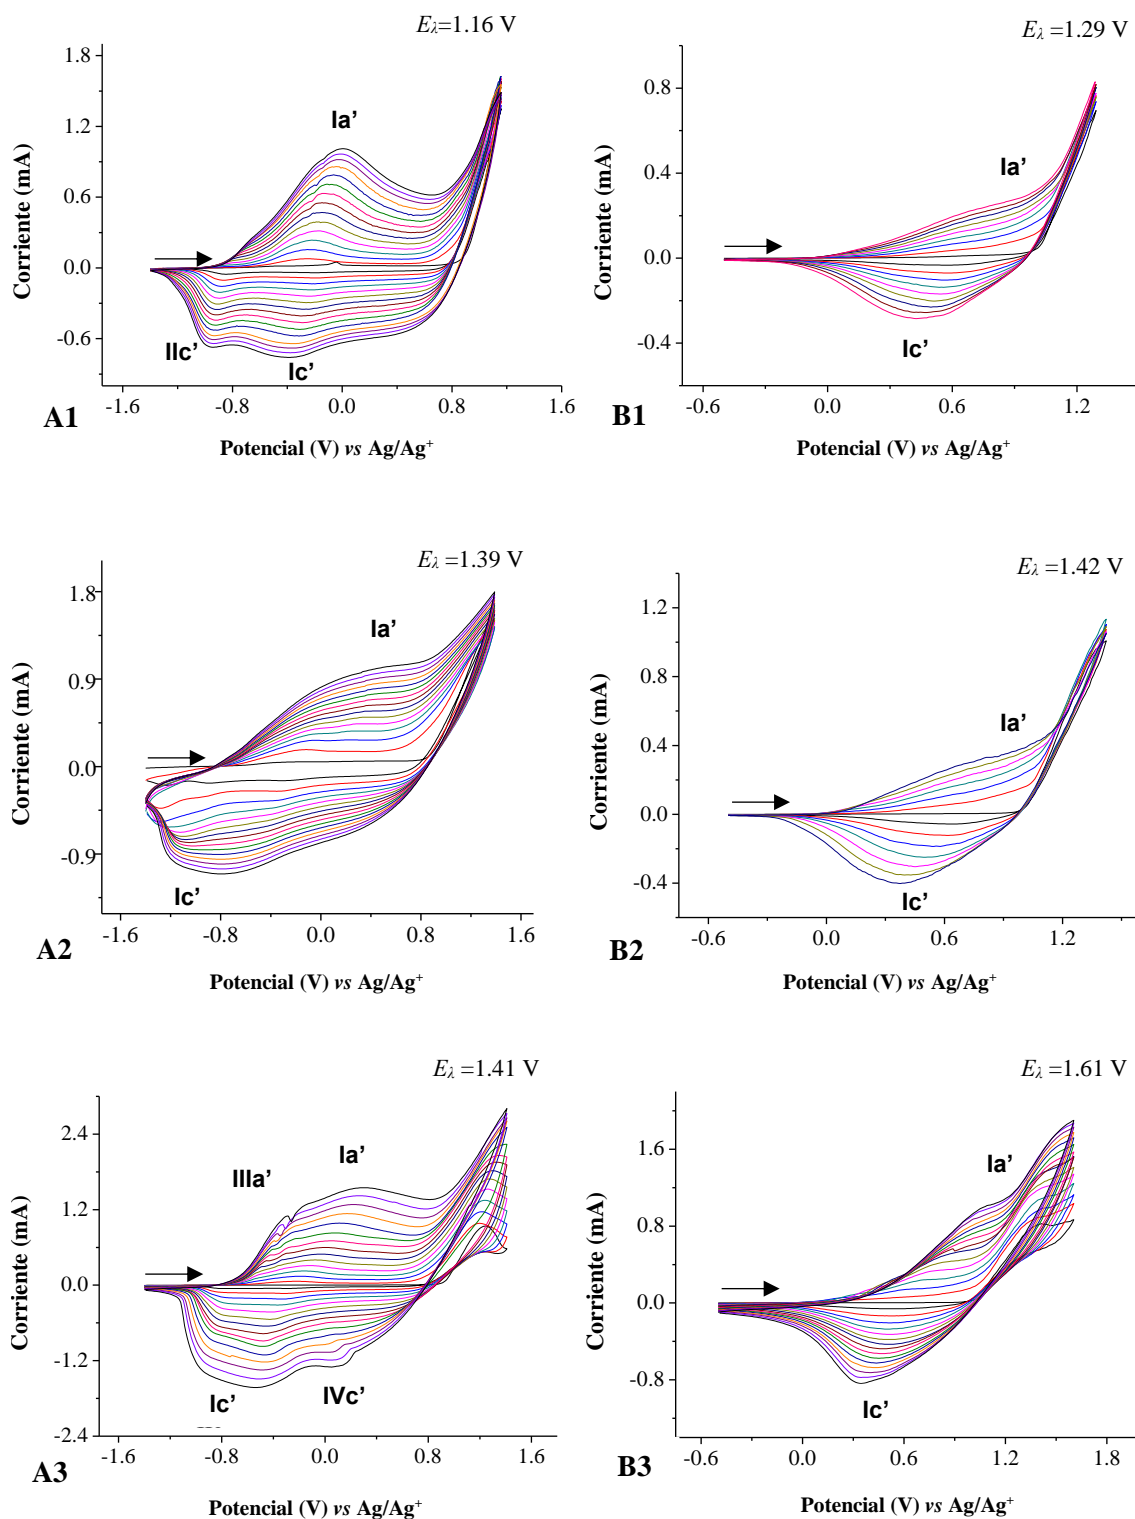 Eλ=1.16 V
1.8
1.2
0.6
0.0
-0.6
Corriente (mA)
Ia'
IIc'
Ic'
-1.6
-0.8
0.0
0.8
1.6
A1
Potencial (V) vs Ag/Ag⁺
Eλ =1.29 V
0.8
0.4
0.0
-0.4
Corriente (mA)
Ia'
Ic'
-0.6
0.0
0.6
1.2
B1
Potencial (V) vs Ag/Ag⁺
Eλ =1.39 V
1.8
0.9
0.0
-0.9
Corriente (mA)
Ia'
Ic'
-1.6
-0.8
0.0
0.8
1.6
A2
Potencial (V) vs Ag/Ag⁺
Eλ =1.42 V
1.2
0.8
0.4
0.0
-0.4
Corriente (mA)
Ia'
Ic'
-0.6
0.0
0.6
1.2
B2
Potencial (V) vs Ag/Ag⁺
Eλ =1.41 V
2.4
1.2
0.0
-1.2
-2.4
Corriente (mA)
Ia'
IIIa'
Ic'
IVc'
-1.6
-0.8
0.0
0.8
1.6
A3
Potencial (V) vs Ag/Ag⁺
Eλ =1.61 V
1.6
0.8
0.0
-0.8
Corriente (mA)
Ia'
Ic'
-0.6
0.0
0.6
1.2
1.8
B3
Potencial (V) vs Ag/Ag⁺